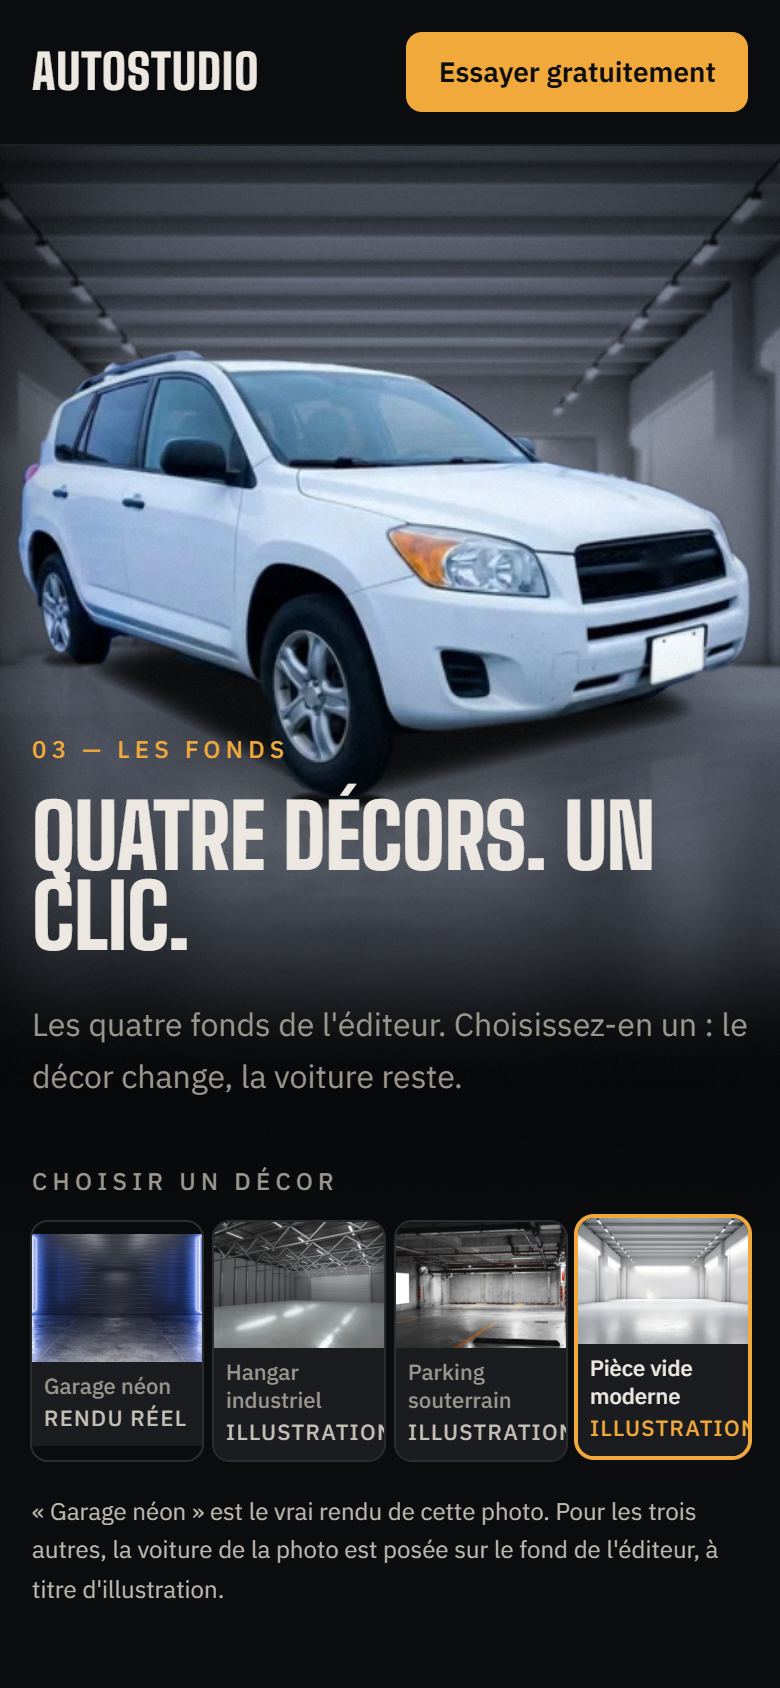 AUTOSTUDIO
Essayer gratuitement
03 — LES FONDS
QUATRE DÉCORS. UN
CLIC.
Les quatre fonds de l'éditeur. Choisissez-en un : le
décor change, la voiture reste.
CHOISIR UN DÉCOR
Garage néon
RENDU RÉEL
Hangar
industriel
ILLUSTRATION
Parking
souterrain
ILLUSTRATION
Pièce vide
moderne
ILLUSTRATION
« Garage néon » est le vrai rendu de cette photo. Pour les trois
autres, la voiture de la photo est posée sur le fond de l'éditeur, à
titre d'illustration.